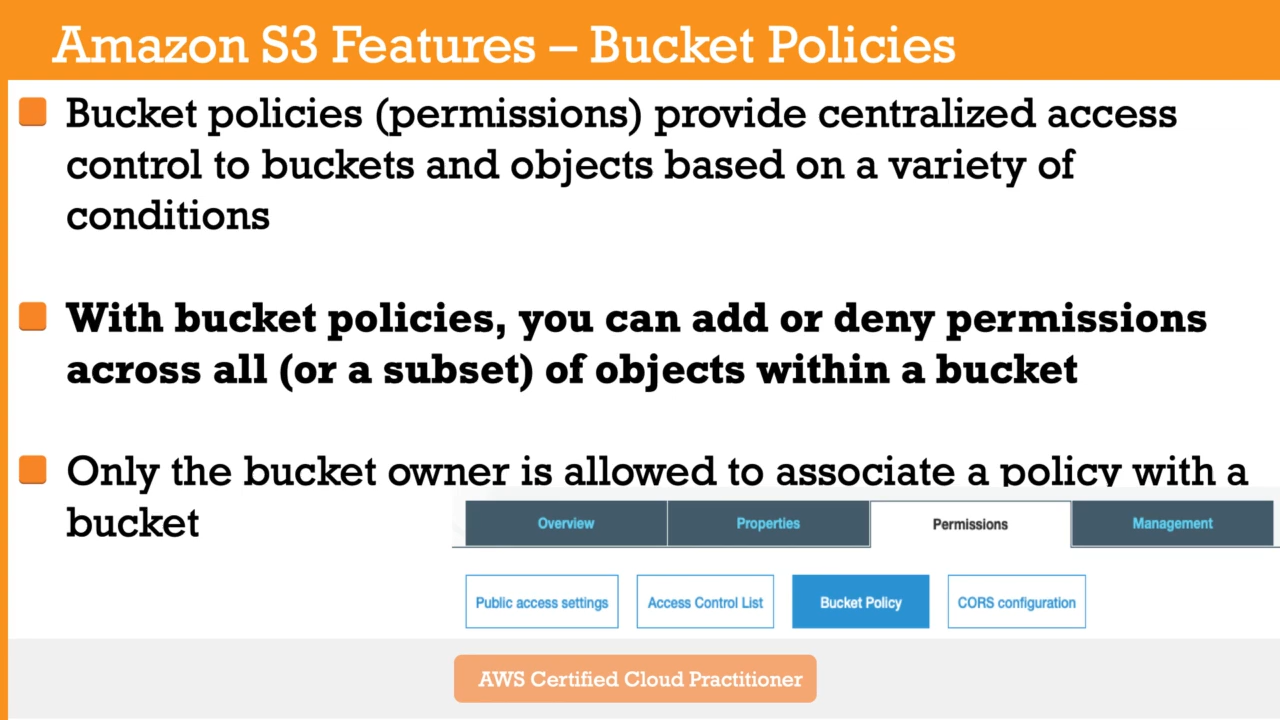 Amazon S3 Features – Bucket Policies
Bucket policies (permissions) provide centralized access
control to buckets and objects based on a variety of
conditions
With bucket policies, you can add or deny permissions
across all (or a subset) of objects within a bucket
Only the bucket owner is allowed to associate a policy with a
bucket
Overview Properties Permissions Management
Public access settings Access Control List Bucket Policy CORS configuration
AWS Certified Cloud Practitioner